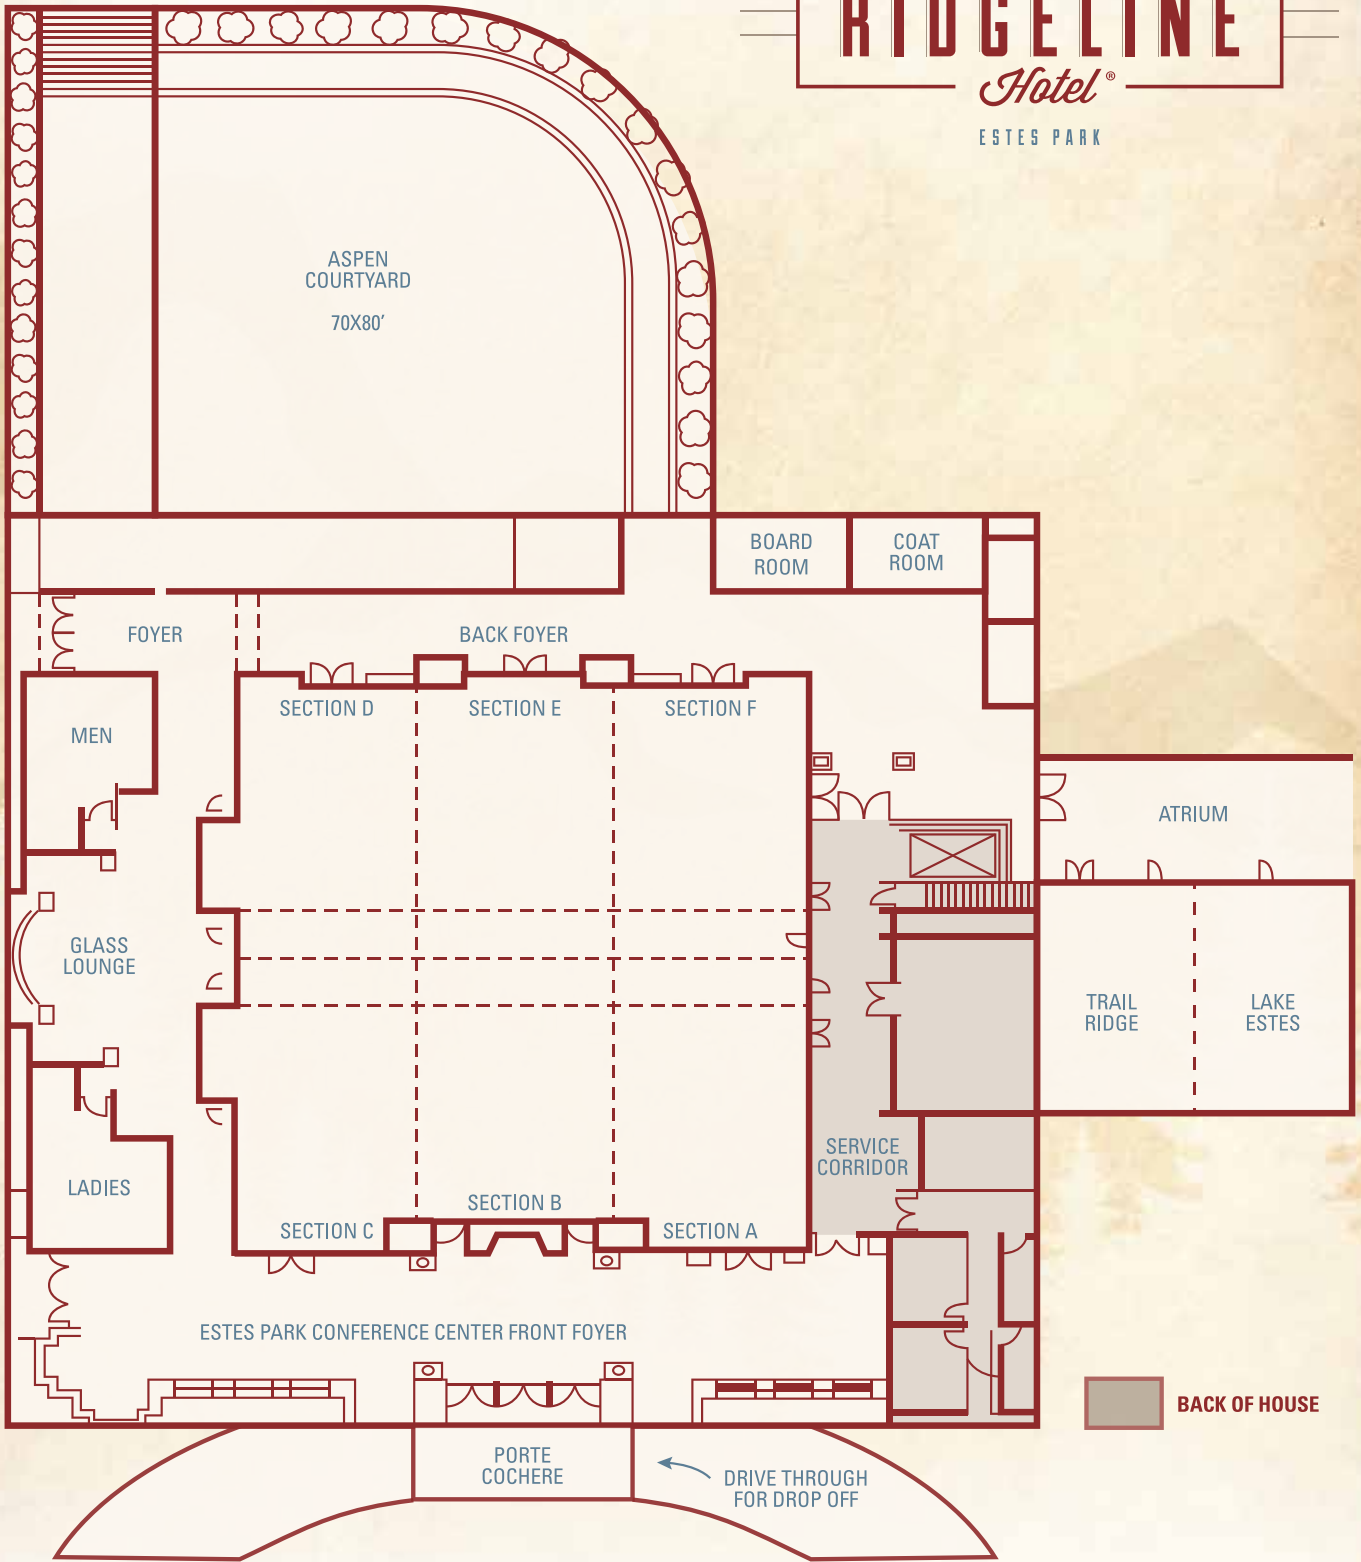 RIDGELINE
Hotel®
ESTES PARK
ASPEN
COURTYARD
70X80'
BOARD
ROOM
COAT
ROOM
FOYER
BACK FOYER
SECTION D
SECTION E
SECTION F
MEN
ATRIUM
GLASS
LOUNGE
TRAIL
RIDGE
LAKE
ESTES
SERVICE
CORRIDOR
LADIES
SECTION C
SECTION B
SECTION A
ESTES PARK CONFERENCE CENTER FRONT FOYER
BACK OF HOUSE
PORTE
COCHERE
DRIVE THROUGH
FOR DROP OFF